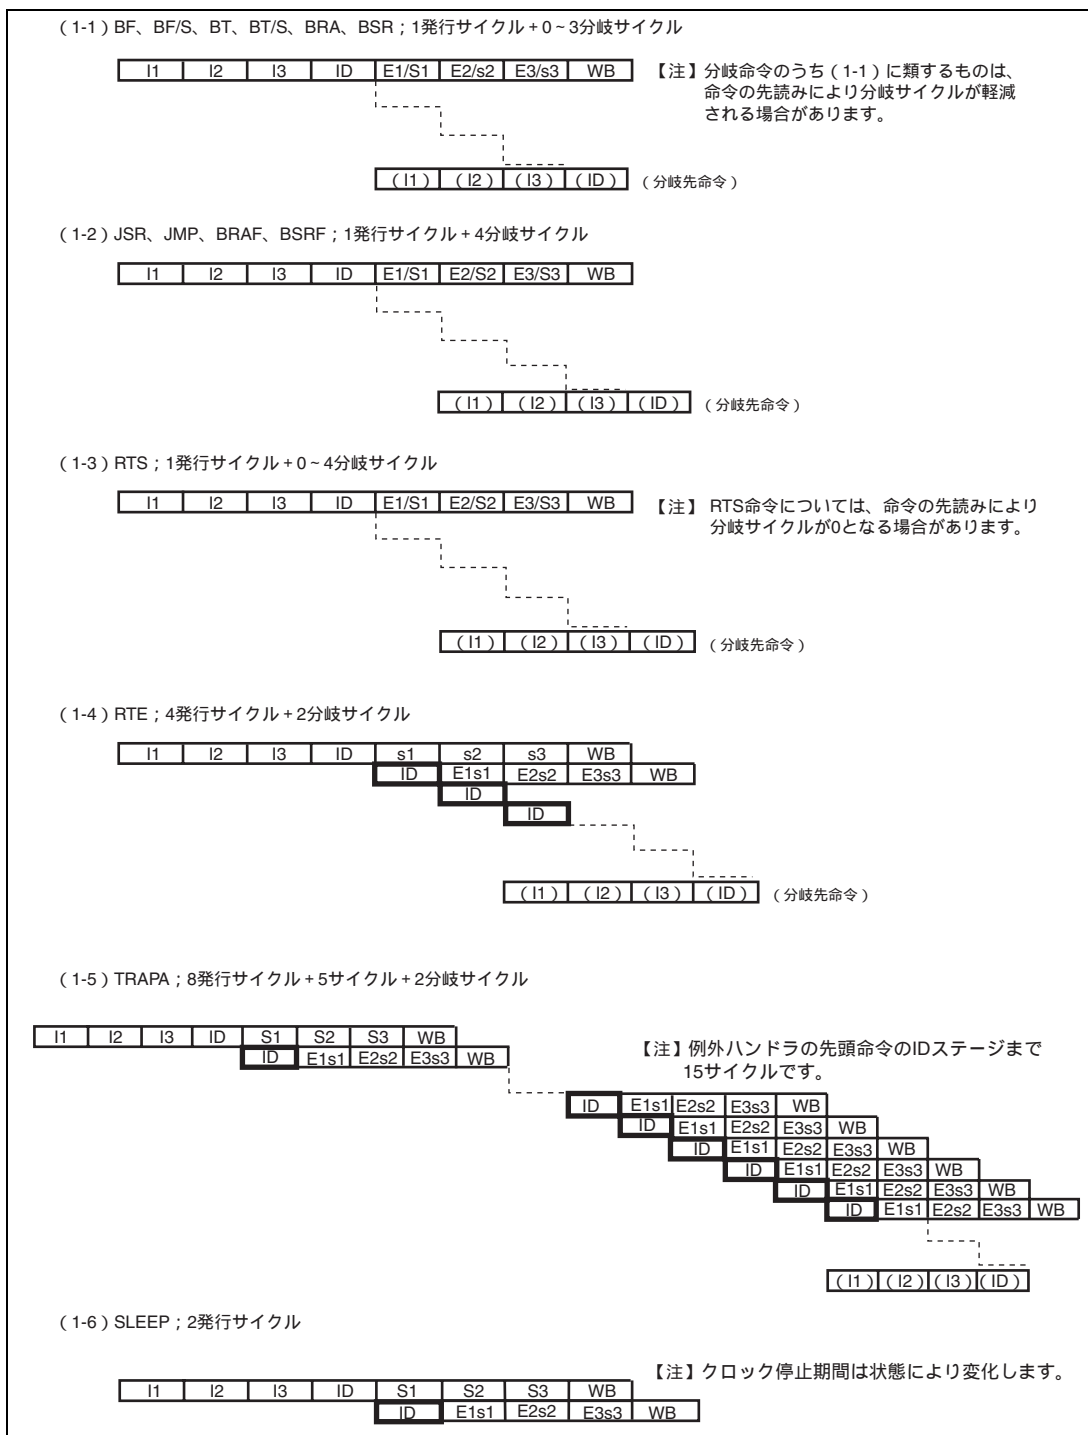 （1-1）BF、BF/S、BT、BT/S、BRA、BSR；1発行サイクル＋0～3分岐サイクル
I1 I2 I3 ID E1/S1 E2/s2 E3/s3 WB
【注】分岐命令のうち（1-1）に類するものは、
命令の先読みにより分岐サイクルが軽減
される場合があります。
（I1）（I2）（I3）（ID）（分岐先命令）
（1-2）JSR、JMP、BRAF、BSRF；1発行サイクル＋4分岐サイクル
I1 I2 I3 ID E1/S1 E2/S2 E3/S3 WB
（I1）（I2）（I3）（ID）（分岐先命令）
（1-3）RTS；1発行サイクル＋0～4分岐サイクル
I1 I2 I3 ID E1/S1 E2/S2 E3/S3 WB
【注】RTS命令については、命令の先読みにより
分岐サイクルが0となる場合があります。
（I1）（I2）（I3）（ID）（分岐先命令）
（1-4）RTE；4発行サイクル＋2分岐サイクル
I1 I2 I3 ID s1 s2 s3 WB
ID E1s1 E2s2 E3s3 WB
ID
ID
（I1）（I2）（I3）（ID）（分岐先命令）
（1-5）TRAPA；8発行サイクル＋5サイクル＋2分岐サイクル
I1 I2 I3 ID S1 S2 S3 WB
ID E1s1 E2s2 E3s3 WB
【注】例外ハンドラの先頭命令のIDステージまで
15サイクルです。
ID E1s1 E2s2 E3s3 WB
ID E1s1 E2s2 E3s3 WB
ID E1s1 E2s2 E3s3 WB
ID E1s1 E2s2 E3s3 WB
ID E1s1 E2s2 E3s3 WB
ID E1s1 E2s2 E3s3 WB
（I1）（I2）（I3）（ID）
（1-6）SLEEP；2発行サイクル
【注】クロック停止期間は状態により変化します。
I1 I2 I3 ID S1 S2 S3 WB
ID E1s1 E2s2 E3s3 WB